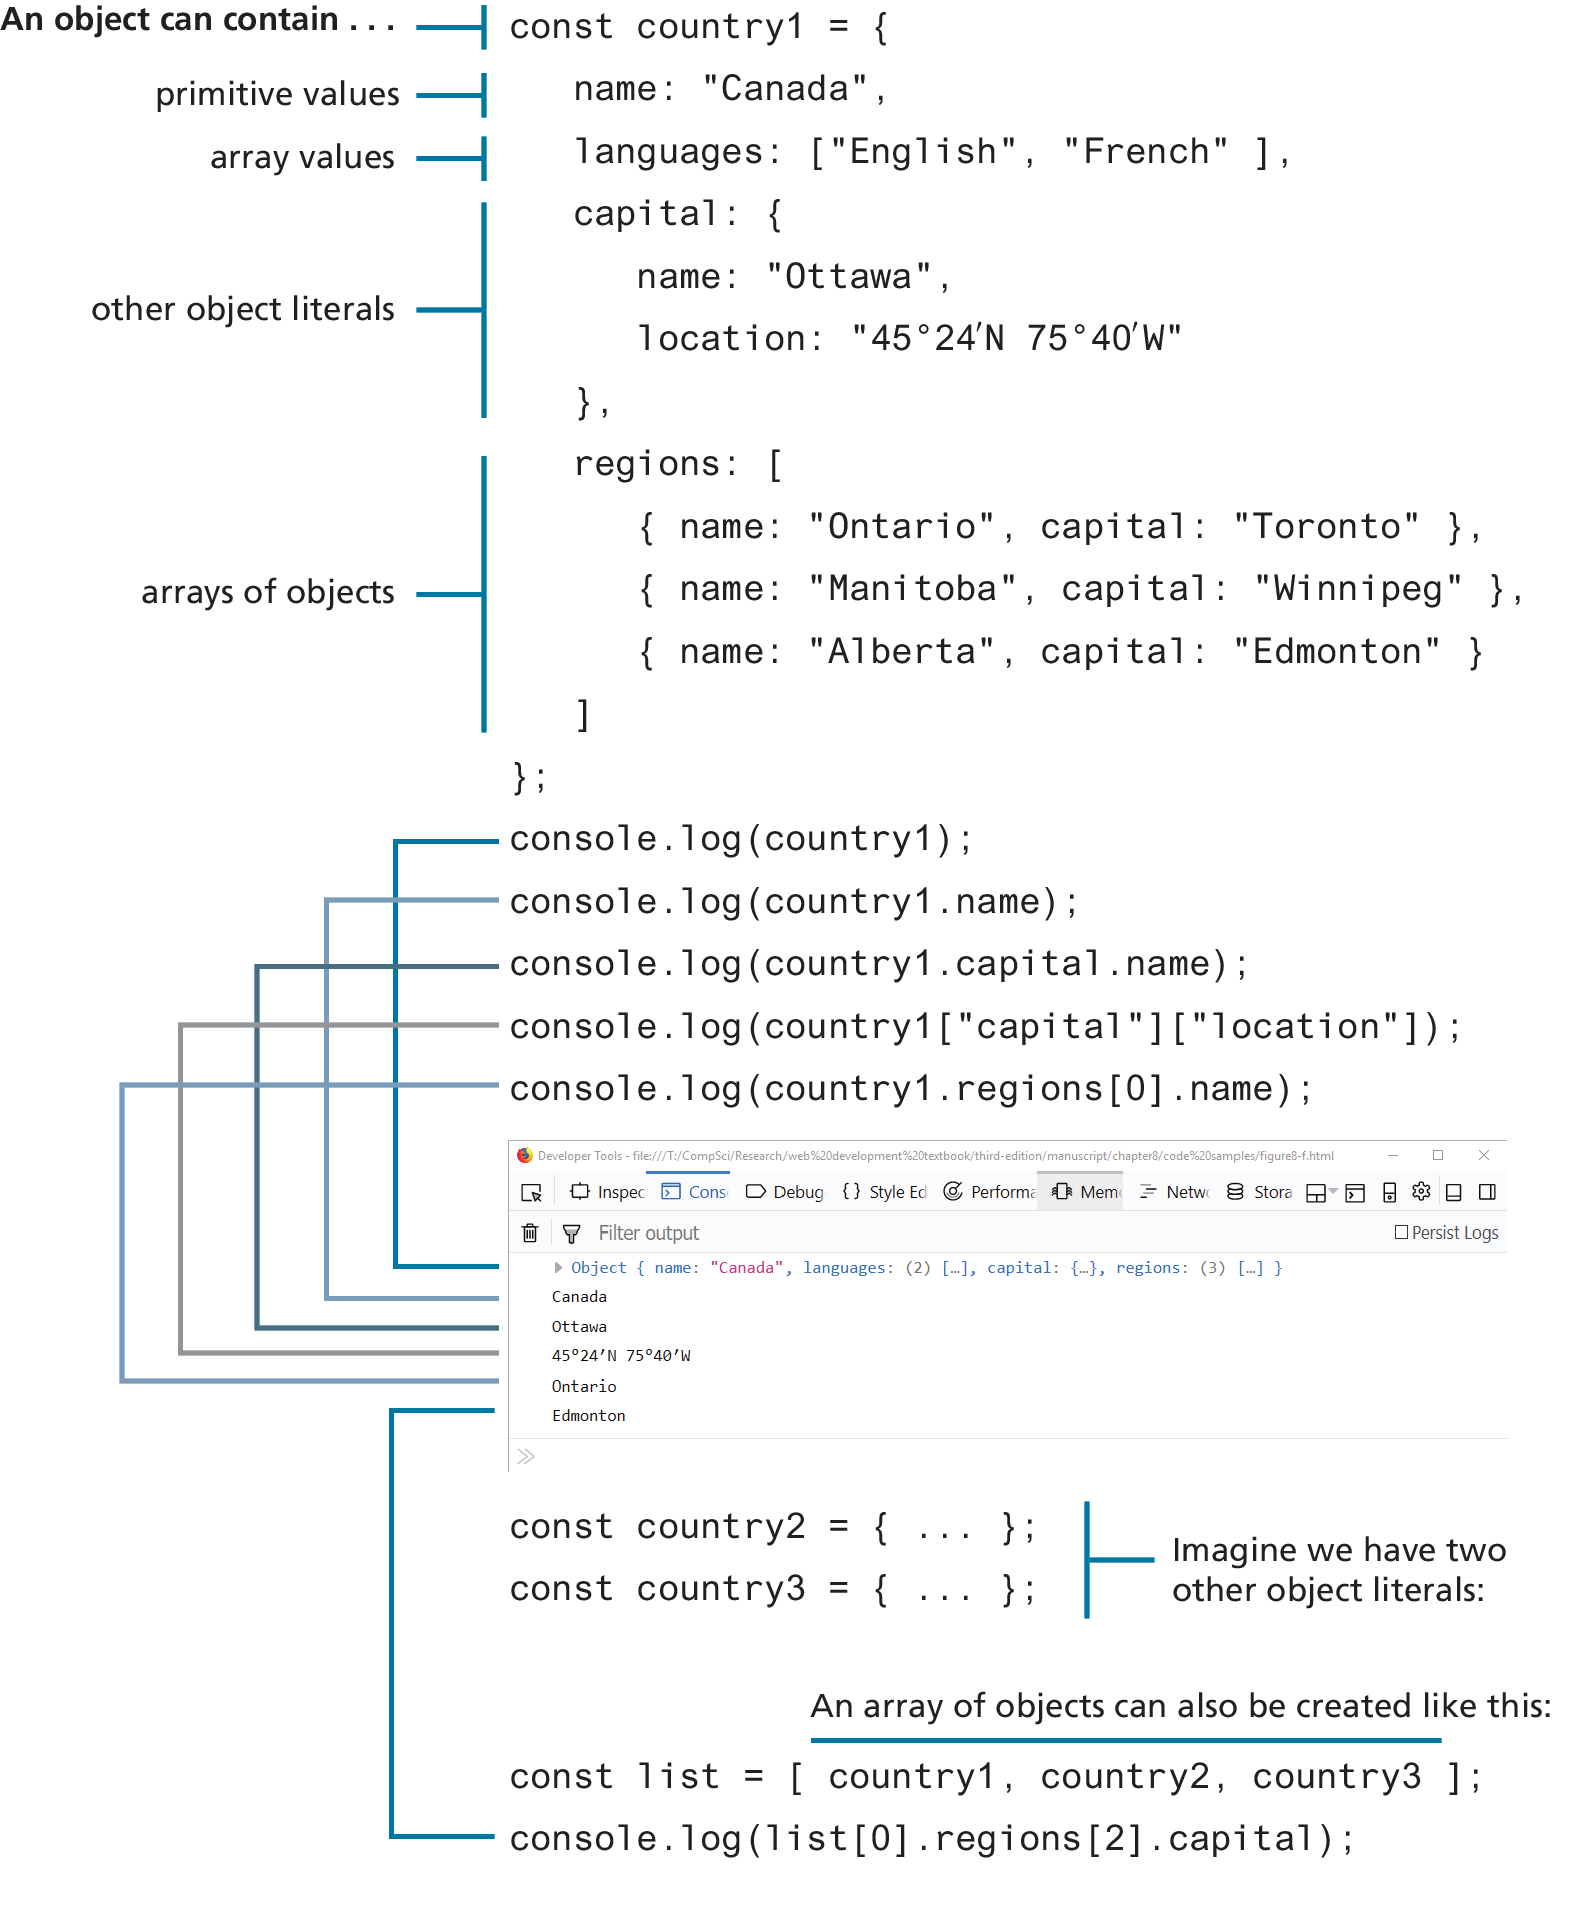 An object can contain . . .
const country1 = {
primitive values
name: "Canada",
array values
languages: ["English", "French" ],
capital: {
name: "Ottawa",
other object literals
location: "45°24′N 75°40′W"
},
regions: [
{ name: "Ontario", capital: "Toronto" },
arrays of objects
{ name: "Manitoba", capital: "Winnipeg" },
{ name: "Alberta", capital: "Edmonton" }
]
};
console.log(country1);
console.log(country1.name);
console.log(country1.capital.name);
console.log(country1["capital"]["location"]);
console.log(country1.regions[0].name);
Developer Tools - file:///T:/CompSci/Research/web%20development%20textbook/third-edition/manuscript/chapter8/code%20samples/figure8-f.html
Inspec Cons Debug {} Style Ed Performa Mem Netw Stora
Filter output Persist Logs
Object { name: "Canada", languages: (2) […], capital: {…}, regions: (3) […] }
Canada
Ottawa
45°24′N 75°40′W
Ontario
Edmonton
const country2 = { ... };
const country3 = { ... };
Imagine we have two
other object literals:
An array of objects can also be created like this:
const list = [ country1, country2, country3 ];
console.log(list[0].regions[2].capital);